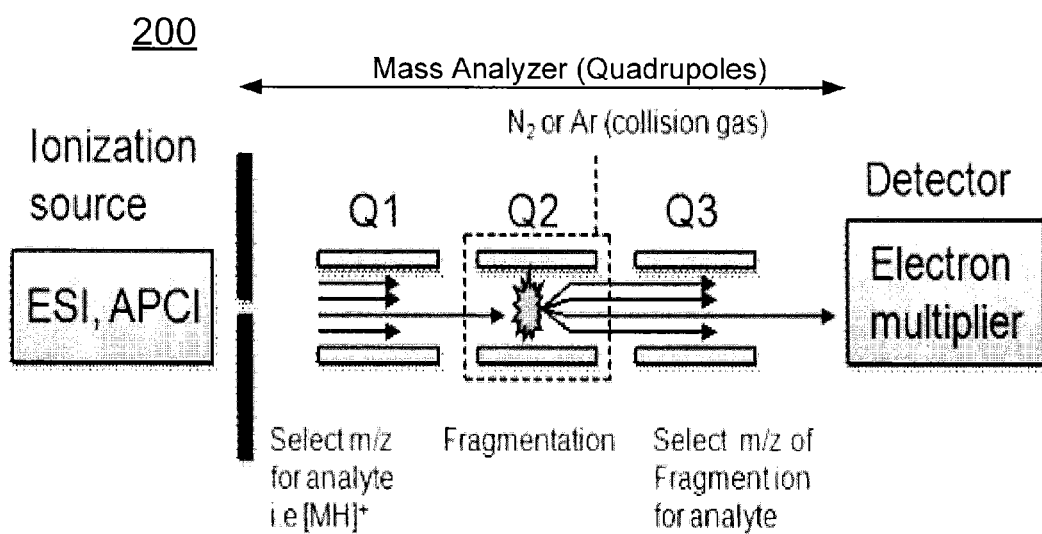 200
Mass Analyzer (Quadrupoles)
N₂ or Ar (collision gas)
Ionization
source
Q1
Q2
Q3
Detector
ESI, APCI
Electron
multiplier
Select m/z
for analyte
i.e [MH]⁺
Fragmentation
Select m/z of
Fragment ion
for analyte